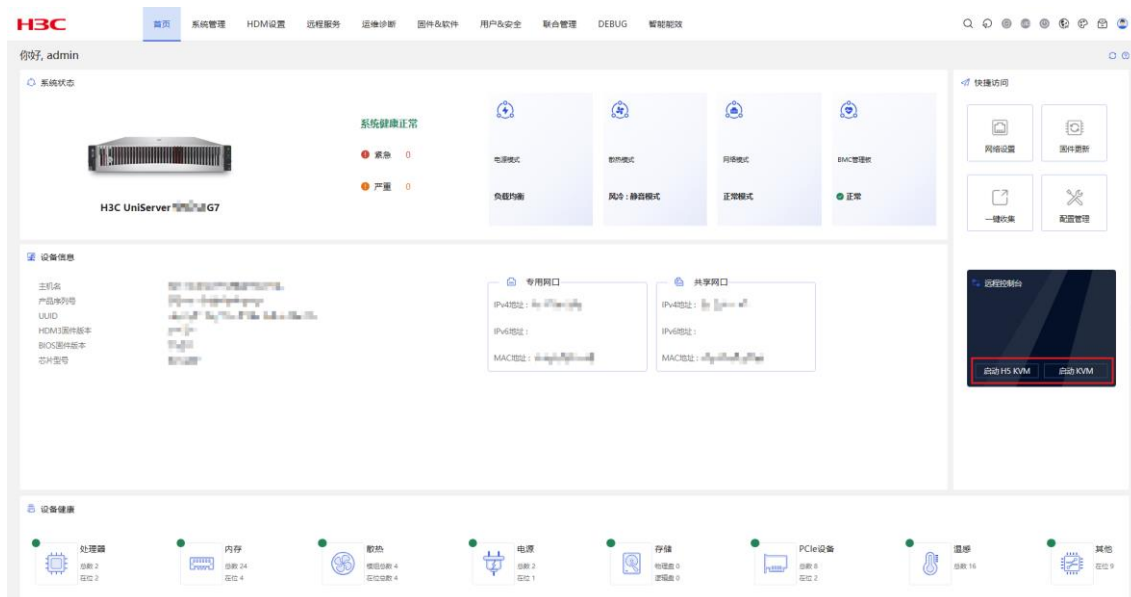 H3C 首页 系统管理 HDM设置 远程服务 运维诊断 固件&软件 用户&安全 联合管理 DEBUG 智能能效
你好, admin
系统状态
系统健康正常
紧急 0
严重 0
H3C UniServer G7
电源模式
负载均衡
散热模式
风冷：静音模式
网络模式
正常模式
BMC管理板
正常
快捷访问
网络设置
固件更新
一键收集
配置管理
设备信息
主机名
产品序列号
UUID
HDM3固件版本
BIOS固件版本
芯片型号
专用网口
IPv4地址：
IPv6地址：
MAC地址：
共享网口
IPv4地址：
IPv6地址：
MAC地址：
远程控制台
启动 H5 KVM 启动 KVM
设备健康
处理器
总数 2
在位 2
内存
总数 24
在位 4
散热
模组总数 4
在位总数 4
电源
总数 2
在位 1
存储
物理盘 0
逻辑盘 0
PCIe设备
总数 8
在位 2
温感
总数 16
其他
在位 9